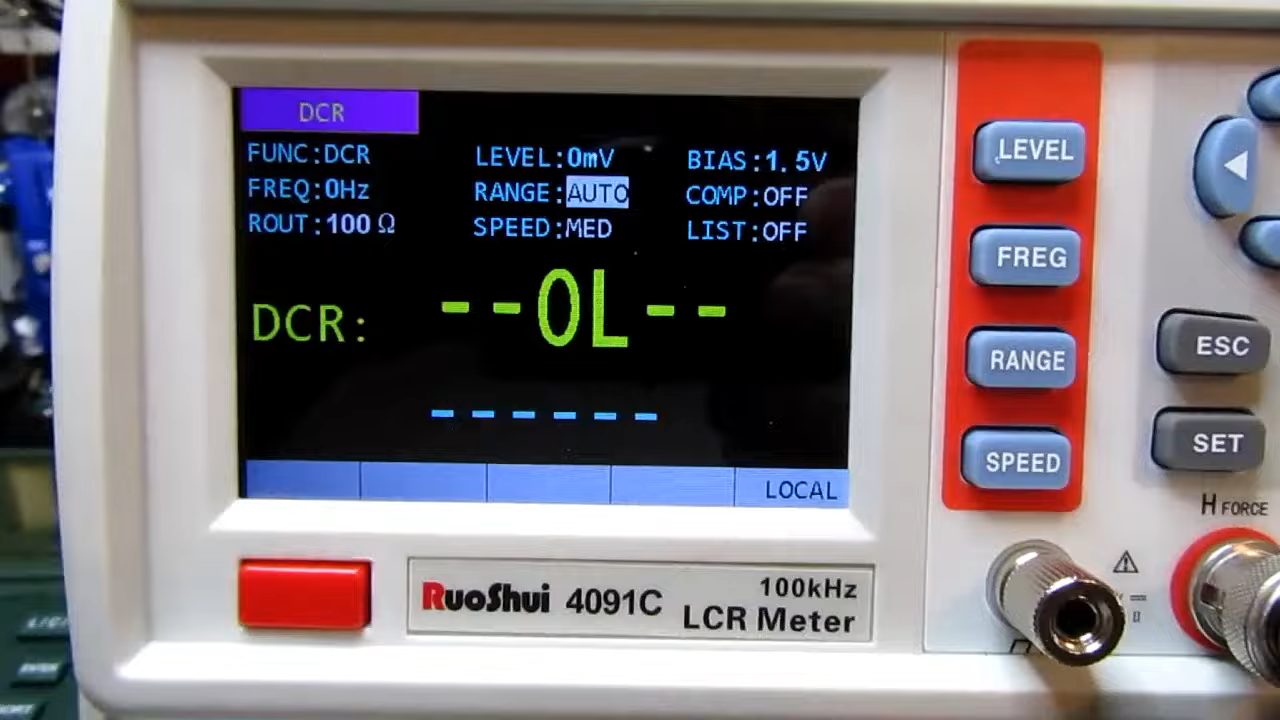 DCR
FUNC:DCR LEVEL:0mV BIAS:1.5V
FREQ:0Hz RANGE:AUTO COMP:OFF
ROUT:100Ω SPEED:MED LIST:OFF
DCR: --OL--
------
LOCAL
RuoShui 4091C 100kHz
LCR Meter
LEVEL
FREQ
RANGE
SPEED
ESC
SET
H FORCE